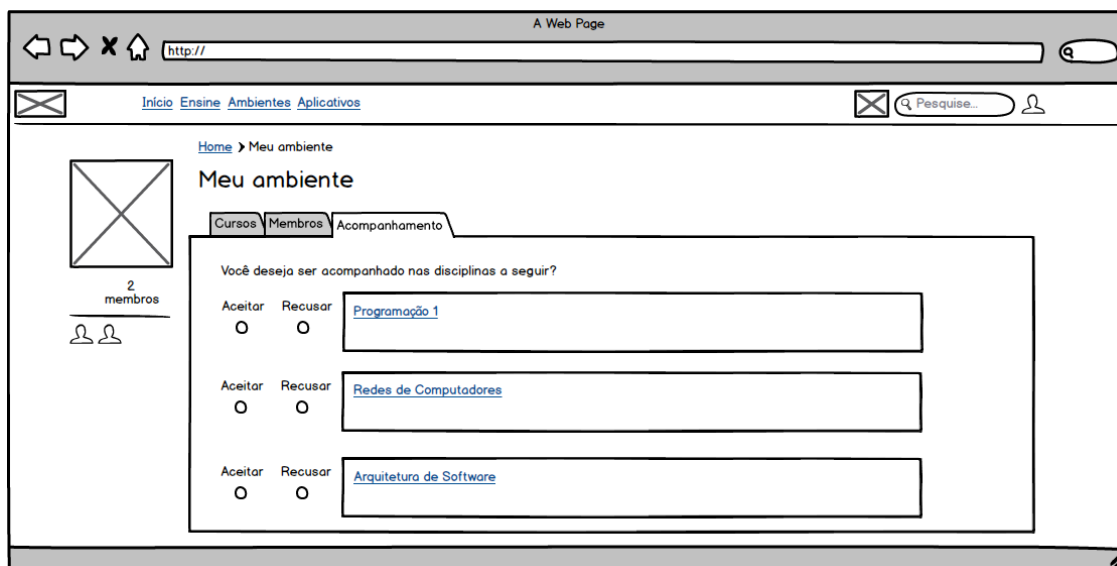 A Web Page
http://
Início Ensine Ambientes Aplicativos Pesquise...
Home Meu ambiente
Meu ambiente
Cursos Membros Acompanhamento
Você deseja ser acompanhado nas disciplinas a seguir?
2
membros
Aceitar Recusar Programação 1
Aceitar Recusar Redes de Computadores
Aceitar Recusar Arquitetura de Software